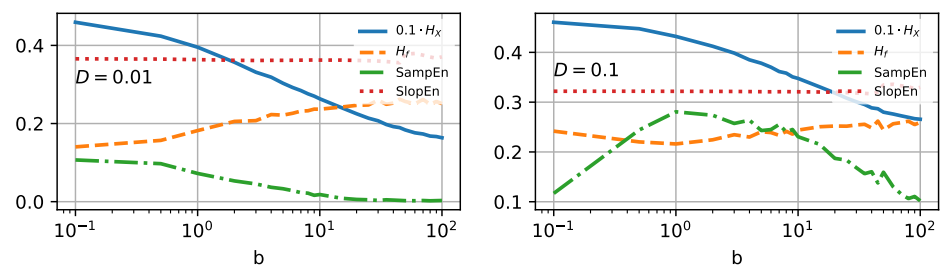 0.4
0.2
0.0
D = 0.01
0.1 · H_X
H_f
SampEn
SlopEn
10^−1 10^0 10^1 10^2
b
0.4
0.3
0.2
0.1
D = 0.1
0.1 · H_X
H_f
SampEn
SlopEn
10^−1 10^0 10^1 10^2
b